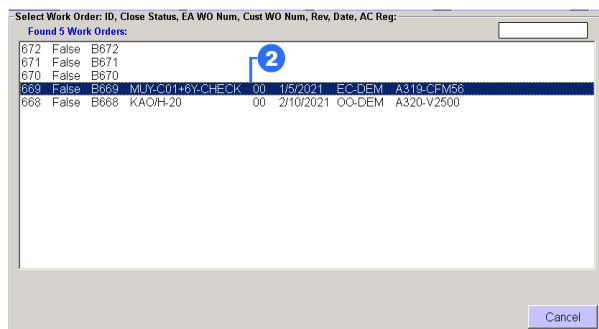 Select Work Order: ID, Close Status, EA WO Num, Cust WO Num, Rev, Date, AC Reg:
Found 5 Work Orders:
2
672 False B672
671 False B671
670 False B670
669 False B669 MUY-C01+6Y-CHECK 00 1/5/2021 EC-DEM A319-CFM56
668 False B668 KAO/H-20 00 2/10/2021 OO-DEM A320-V2500
Cancel